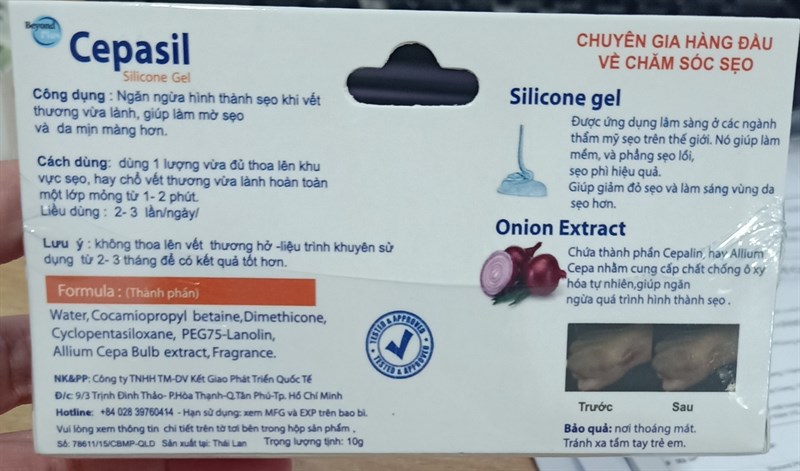 Beyond
Cepasil
Silicone Gel
Công dụng : Ngăn ngừa hình thành sẹo khi vết
thương vừa lành, giúp làm mờ sẹo
và da mịn màng hơn.
Cách dùng: dùng 1 lượng vừa đủ thoa lên khu
vực sẹo, hay chỗ vết thương vừa lành hoàn toàn
một lớp mỏng từ 1- 2 phút.
Liều dùng : 2- 3 lần/ngày/
Lưu ý : không thoa lên vết thương hở -liệu trình khuyên sử
dụng từ 2- 3 tháng để có kết quả tốt hơn.
Formula : (Thành phần)
Water, Cocamiopropyl betaine, Dimethicone,
Cyclopentasiloxane, PEG75-Lanolin,
Allium Cepa Bulb extract, Fragrance.
TESTED & APPROVED
TESTED & APPROVED
NK&PP: Công ty TNHH TM-DV Kết Giao Phát Triển Quốc Tế
Đ/c: 9/3 Trịnh Đình Thảo- P.Hòa Thạnh-Q.Tân Phú-Tp. Hồ Chí Minh
Hotline: +84 028 39760414 - Hạn sử dụng: xem MFG và EXP trên bao bì.
Vui lòng xem thông tin chi tiết trên tờ tơi bên trong hộp sản phẩm .
Số: 78611/15/CBMP-QLD Sản xuất tại: Thái Lan Trọng lượng tịnh: 10g
CHUYÊN GIA HÀNG ĐẦU
VỀ CHĂM SÓC SẸO
Silicone gel
Được ứng dụng lâm sàng ở các ngành
thẩm mỹ sẹo trên thế giới. Nó giúp làm
mềm, và phẳng sẹo lồi,
sẹo phì hiệu quả.
Giúp giảm đỏ sẹo và làm sáng vùng da
sẹo hơn.
Onion Extract
Chứa thành phần Cepalin, hay Allium
Cepa nhằm cung cấp chất chống ô xy
hóa tự nhiên,giúp ngăn
ngừa quá trình hình thành sẹo .
Trước Sau
Bảo quản: nơi thoáng mát.
Tránh xa tầm tay trẻ em.